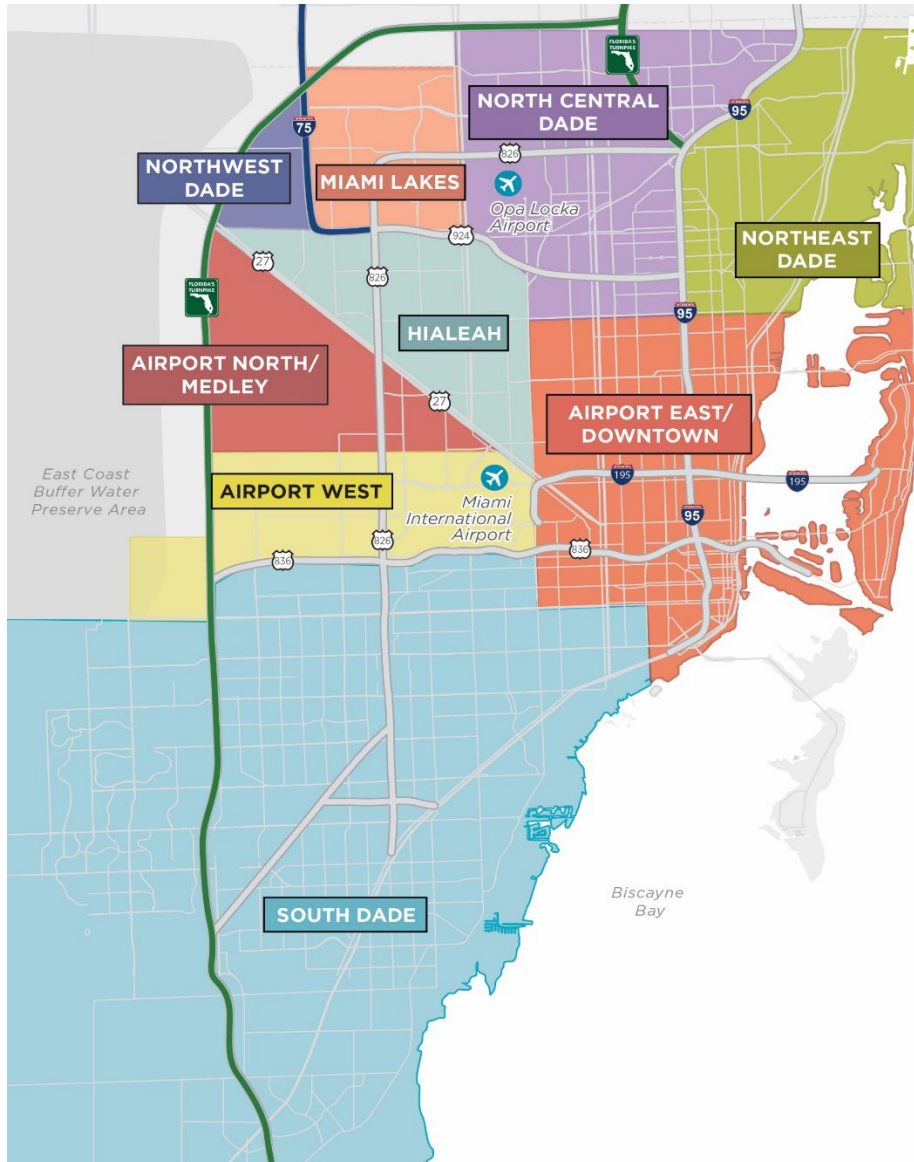 FLORIDA'S
TURNPIKE
NORTH CENTRAL
DADE
95
75
826
NORTHWEST
DADE
MIAMI LAKES
Opa Locka
Airport
924
NORTHEAST
DADE
27
826
FLORIDA'S
TURNPIKE
95
HIALEAH
AIRPORT NORTH/
MEDLEY
27
AIRPORT EAST/
DOWNTOWN
East Coast
Buffer Water
Preserve Area
AIRPORT WEST
Miami
International
Airport
195
195
95
826
836
836
Biscayne
Bay
SOUTH DADE